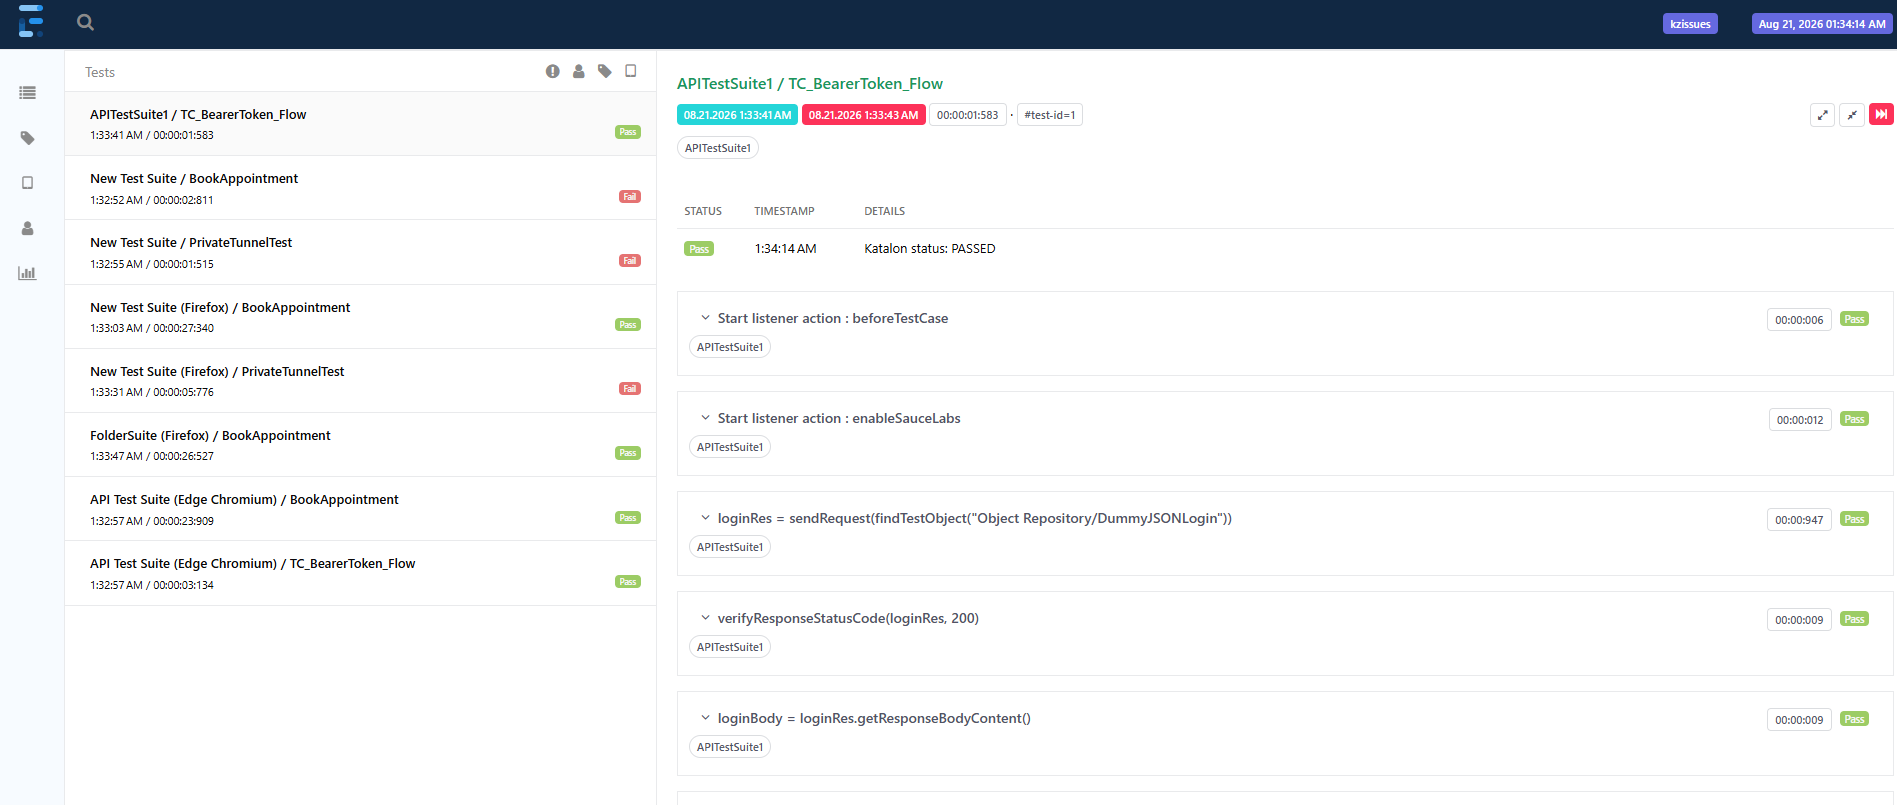 kzissues
Aug 21, 2026 01:34:14 AM
Tests
APITestSuite1 / TC_BearerToken_Flow
1:33:41 AM / 00:00:01:583
Pass
New Test Suite / BookAppointment
1:32:52 AM / 00:00:02:811
Fail
New Test Suite / PrivateTunnelTest
1:32:55 AM / 00:00:01:515
Fail
New Test Suite (Firefox) / BookAppointment
1:33:03 AM / 00:00:27:340
Pass
New Test Suite (Firefox) / PrivateTunnelTest
1:33:31 AM / 00:00:05:776
Fail
FolderSuite (Firefox) / BookAppointment
1:33:47 AM / 00:00:26:527
Pass
API Test Suite (Edge Chromium) / BookAppointment
1:32:57 AM / 00:00:23:909
Pass
API Test Suite (Edge Chromium) / TC_BearerToken_Flow
1:32:57 AM / 00:00:03:134
Pass
APITestSuite1 / TC_BearerToken_Flow
08.21.2026 1:33:41 AM 08.21.2026 1:33:43 AM 00:00:01:583 · #test-id=1
APITestSuite1
STATUS TIMESTAMP DETAILS
Pass 1:34:14 AM Katalon status: PASSED
Start listener action : beforeTestCase 00:00:006 Pass
APITestSuite1
Start listener action : enableSauceLabs 00:00:012 Pass
APITestSuite1
loginRes = sendRequest(findTestObject("Object Repository/DummyJSONLogin")) 00:00:947 Pass
APITestSuite1
verifyResponseStatusCode(loginRes, 200) 00:00:009 Pass
APITestSuite1
loginBody = loginRes.getResponseBodyContent() 00:00:009 Pass
APITestSuite1